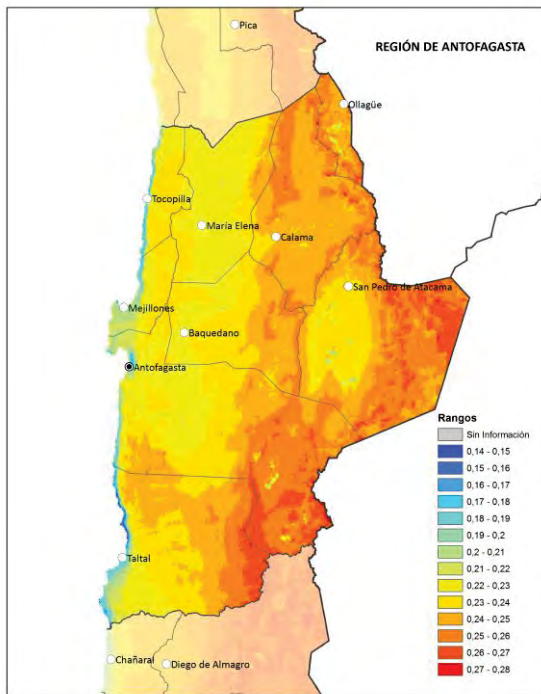 Pica
REGIÓN DE ANTOFAGASTA
Ollagüe
Tocopilla
María Elena
Calama
San Pedro de Atacama
Mejillones
Baquedano
Antofagasta
Rangos
Sin Información
0,14 - 0,15
0,15 - 0,16
0,16 - 0,17
0,17 - 0,18
0,18 - 0,19
0,19 - 0,2
0,2 - 0,21
0,21 - 0,22
0,22 - 0,23
0,23 - 0,24
0,24 - 0,25
0,25 - 0,26
0,26 - 0,27
0,27 - 0,28
Taltal
Chañaral
Diego de Almagro